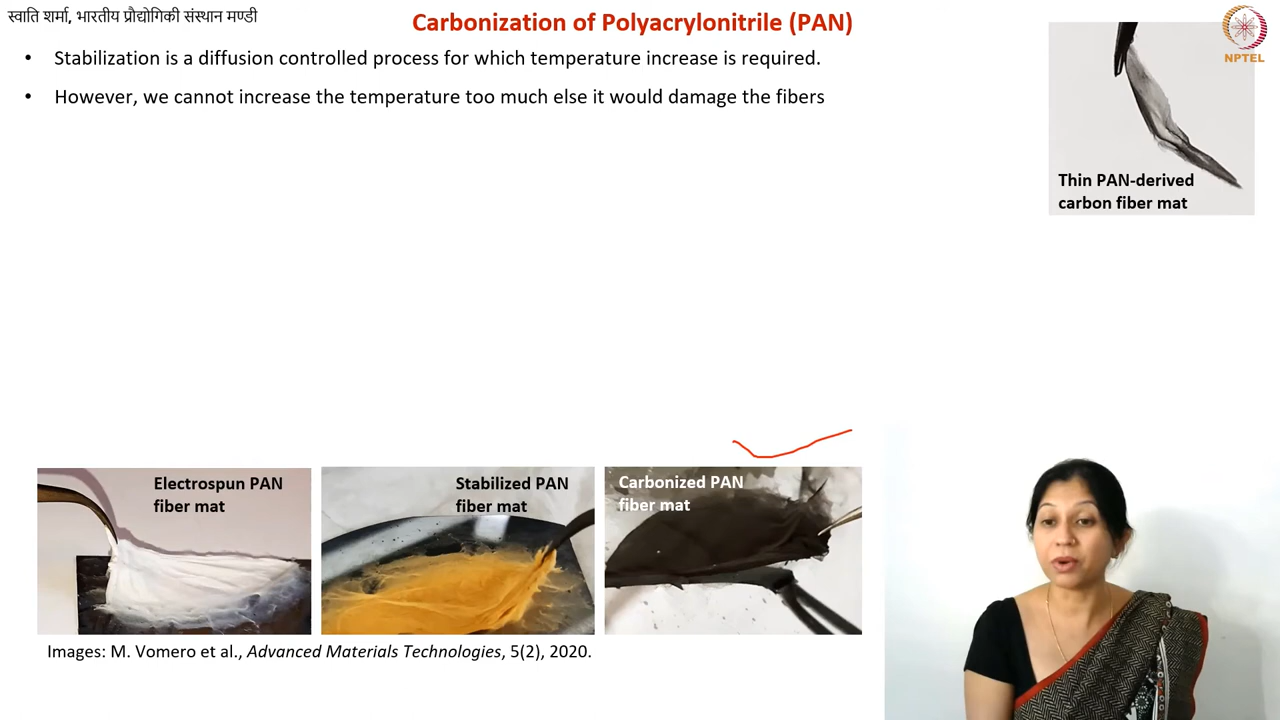 स्वाति शर्मा, भारतीय प्रौद्योगिकी संस्थान मण्डी
Carbonization of Polyacrylonitrile (PAN)
NPTEL
• Stabilization is a diffusion controlled process for which temperature increase is required.
• However, we cannot increase the temperature too much else it would damage the fibers
Thin PAN-derived
carbon fiber mat
Electrospun PAN
fiber mat
Stabilized PAN
fiber mat
Carbonized PAN
fiber mat
Images: M. Vomero et al., Advanced Materials Technologies, 5(2), 2020.